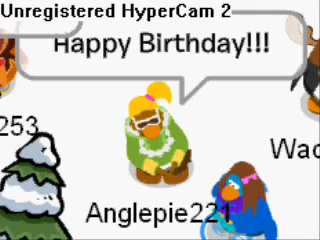 Unregistered HyperCam 2
Happy Birthday!!!
253
Wad
Anglepie221